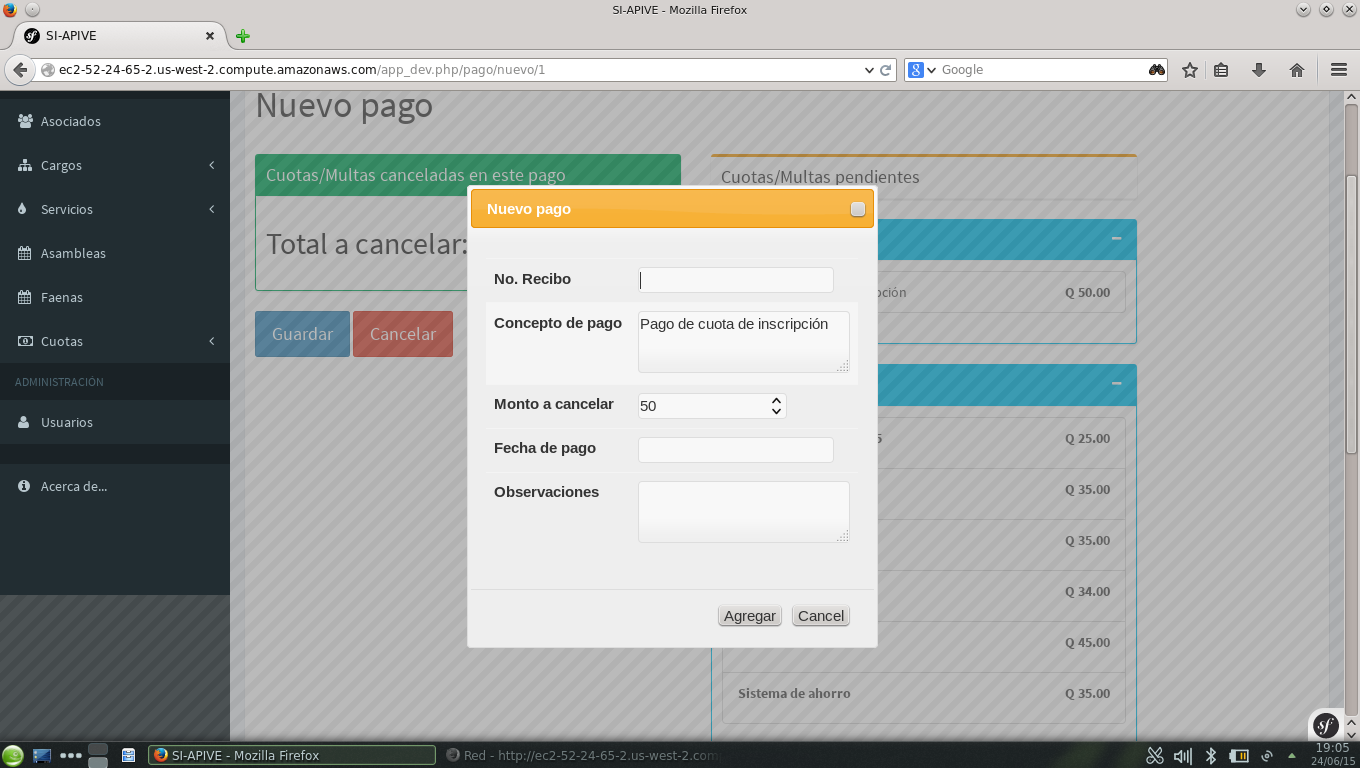 SI-APIVE - Mozilla Firefox
SI-APIVE
ec2-52-24-65-2.us-west-2.compute.amazonaws.com/app_dev.php/pago/nuevo/1
Google
Asociados
Cargos
Servicios
Asambleas
Faenas
Cuotas
ADMINISTRACIÓN
Usuarios
Acerca de...
Nuevo pago
Cuotas/Multas canceladas en este pago
Total a cancelar:
Guardar
Cancelar
Cuotas/Multas pendientes
Q 50.00
5
Q 25.00
Q 35.00
Q 35.00
Q 34.00
Q 45.00
Sistema de ahorro
Q 35.00
Nuevo pago
No. Recibo
Concepto de pago
Pago de cuota de inscripción
Monto a cancelar
50
Fecha de pago
Observaciones
Agregar
Cancel
SI-APIVE - Mozilla Firefox
Red - http://ec2-52-24-65-2.us-west-2.com
19:05
24/06/15